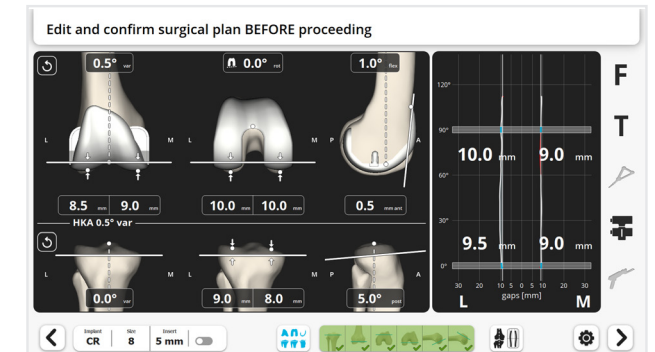 Edit and confirm surgical plan BEFORE proceeding
0.5° var
0.0° rot
1.0° flex
L M L M P A
8.5 mm 9.0 mm
10.0 mm 10.0 mm
0.5 mm ant
HKA 0.5° var
L M L M P A
0.0° var
9.0 mm 8.0 mm
5.0° post
120°
90°
10.0 mm 9.0 mm
60°
30°
9.5 mm 9.0 mm
0°
30 20 10 5 0 5 10 20 30
gaps [mm]
L M
F
T
Implant Size Insert
CR 8 5 mm